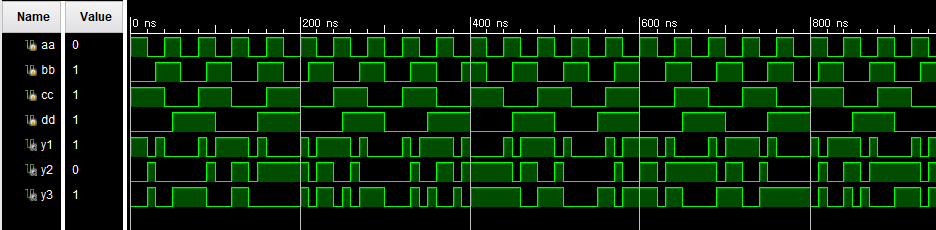 Name Value 0 ns 200 ns 400 ns 600 ns 800 ns
aa 0
bb 1
cc 1
dd 1
y1 1
y2 0
y3 1